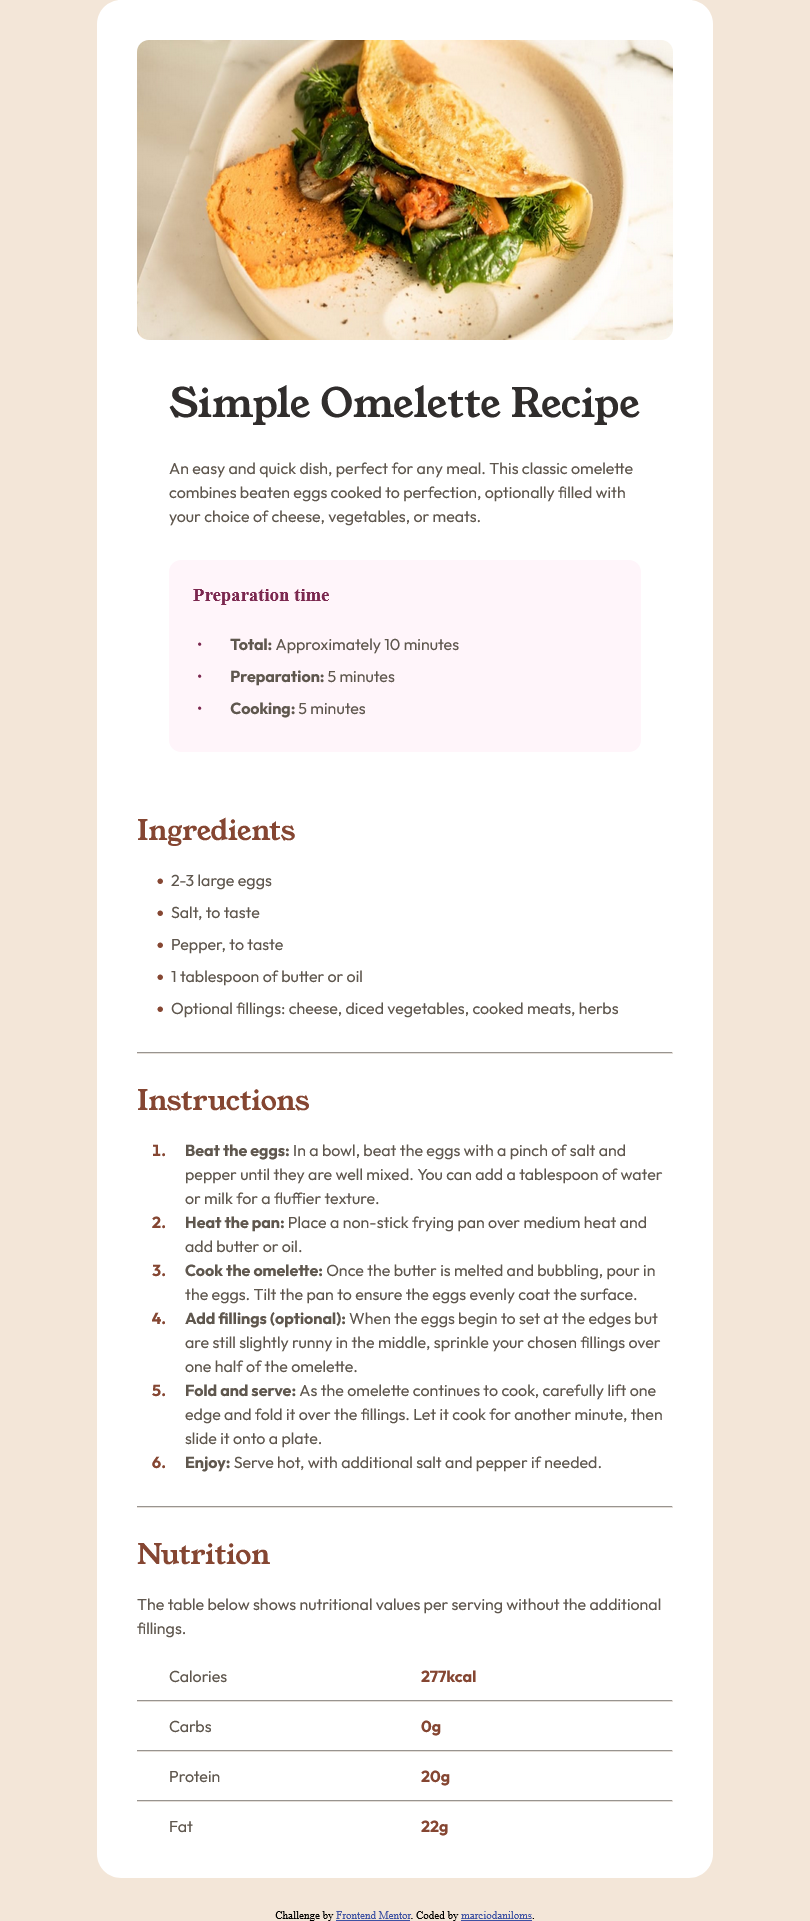 Simple Omelette Recipe
An easy and quick dish, perfect for any meal. This classic omelette
combines beaten eggs cooked to perfection, optionally filled with
your choice of cheese, vegetables, or meats.
Preparation time
• Total: Approximately 10 minutes
• Preparation: 5 minutes
• Cooking: 5 minutes
Ingredients
• 2-3 large eggs
• Salt, to taste
• Pepper, to taste
• 1 tablespoon of butter or oil
• Optional fillings: cheese, diced vegetables, cooked meats, herbs
Instructions
1. Beat the eggs: In a bowl, beat the eggs with a pinch of salt and
pepper until they are well mixed. You can add a tablespoon of water
or milk for a fluffier texture.
2. Heat the pan: Place a non-stick frying pan over medium heat and
add butter or oil.
3. Cook the omelette: Once the butter is melted and bubbling, pour in
the eggs. Tilt the pan to ensure the eggs evenly coat the surface.
4. Add fillings (optional): When the eggs begin to set at the edges but
are still slightly runny in the middle, sprinkle your chosen fillings over
one half of the omelette.
5. Fold and serve: As the omelette continues to cook, carefully lift one
edge and fold it over the fillings. Let it cook for another minute, then
slide it onto a plate.
6. Enjoy: Serve hot, with additional salt and pepper if needed.
Nutrition
The table below shows nutritional values per serving without the additional
fillings.
Calories 277kcal
Carbs 0g
Protein 20g
Fat 22g
Challenge by Frontend Mentor. Coded by marciodaniloms.